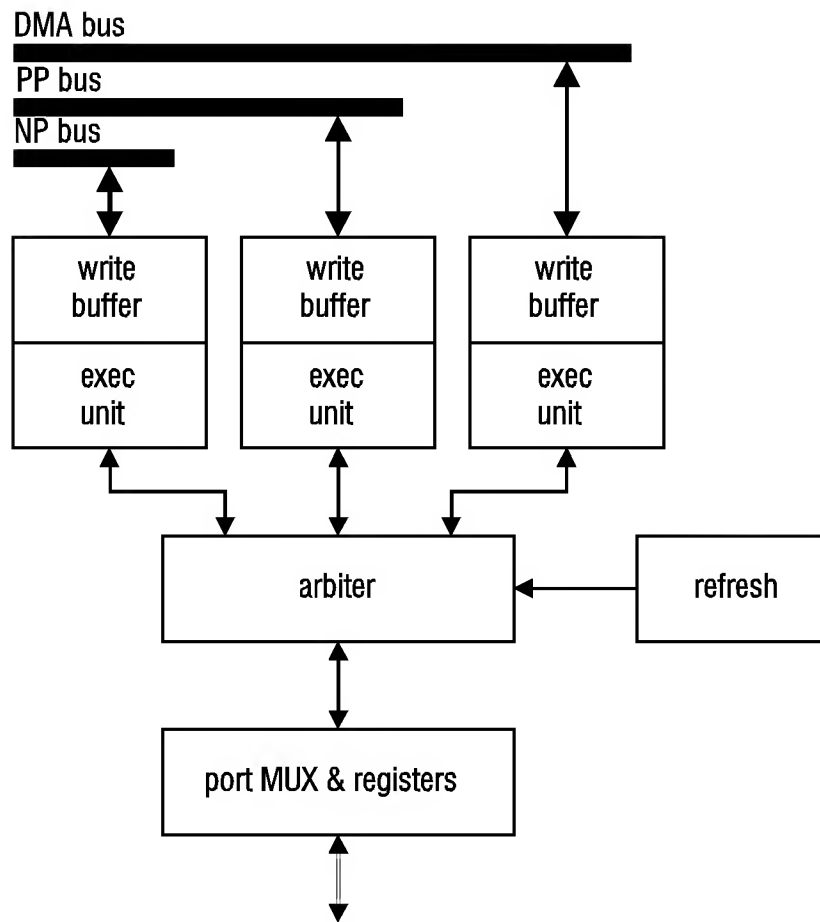 DMA bus
PP bus
NP bus
write
buffer
exec
unit
write
buffer
exec
unit
write
buffer
exec
unit
arbiter
refresh
port MUX & registers